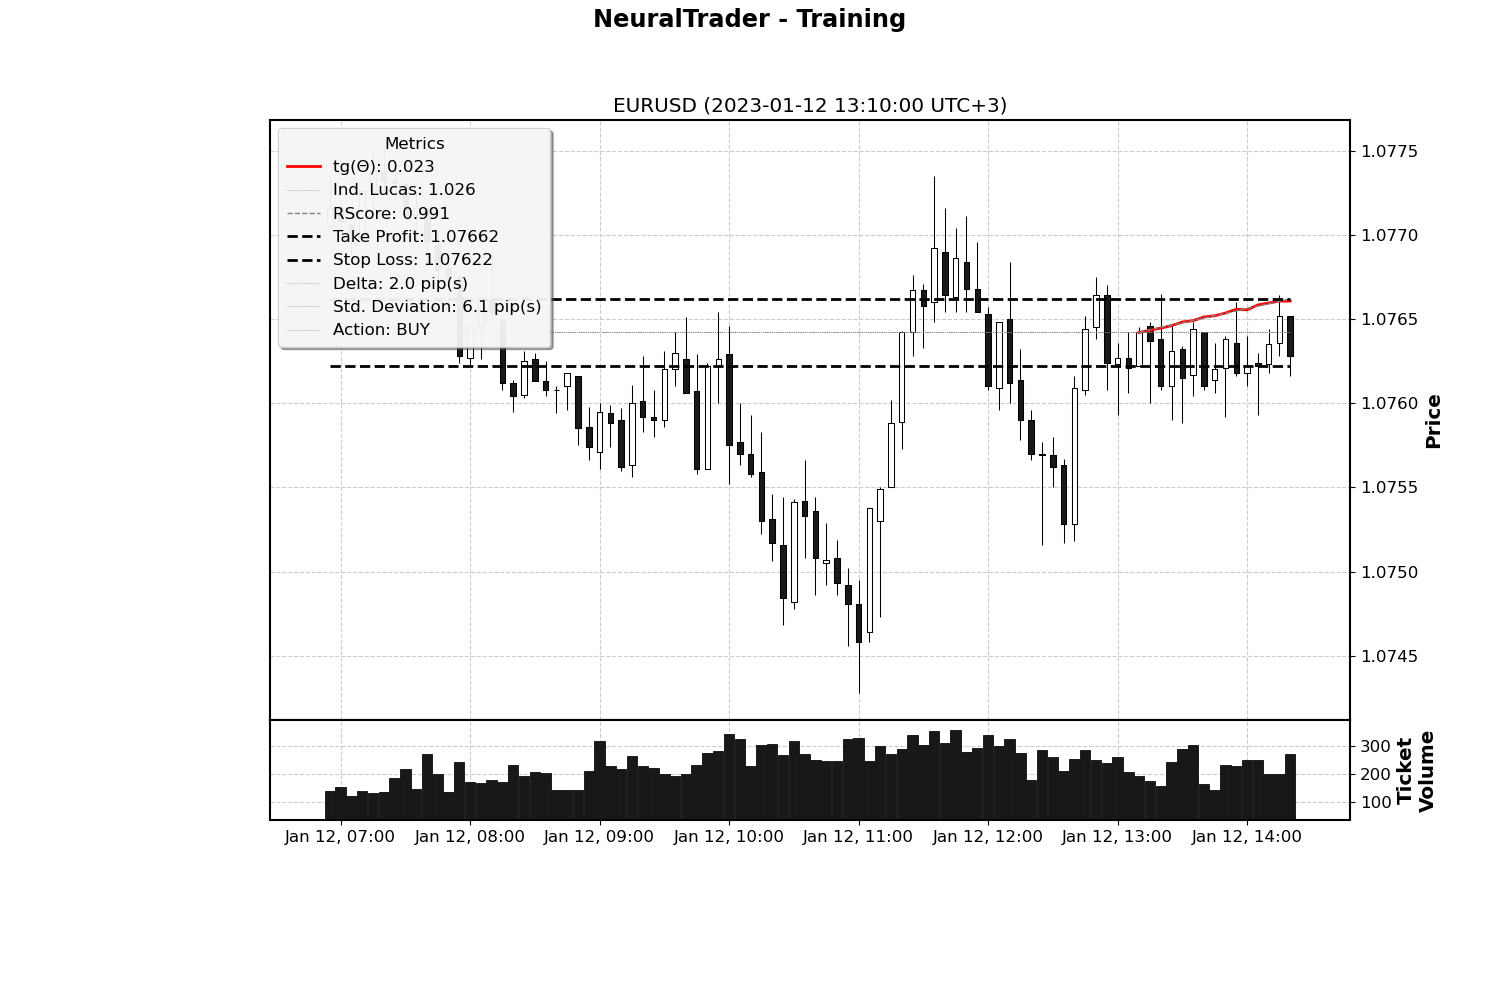 NeuralTrader - Training
EURUSD (2023-01-12 13:10:00 UTC+3)
Metrics
tg(Θ): 0.023
Ind. Lucas: 1.026
RScore: 0.991
Take Profit: 1.07662
Stop Loss: 1.07622
Delta: 2.0 pip(s)
Std. Deviation: 6.1 pip(s)
Action: BUY
1.0775
1.0770
1.0765
1.0760
1.0755
1.0750
1.0745
Price
300
200
100
Ticket
Volume
Jan 12, 07:00
Jan 12, 08:00
Jan 12, 09:00
Jan 12, 10:00
Jan 12, 11:00
Jan 12, 12:00
Jan 12, 13:00
Jan 12, 14:00